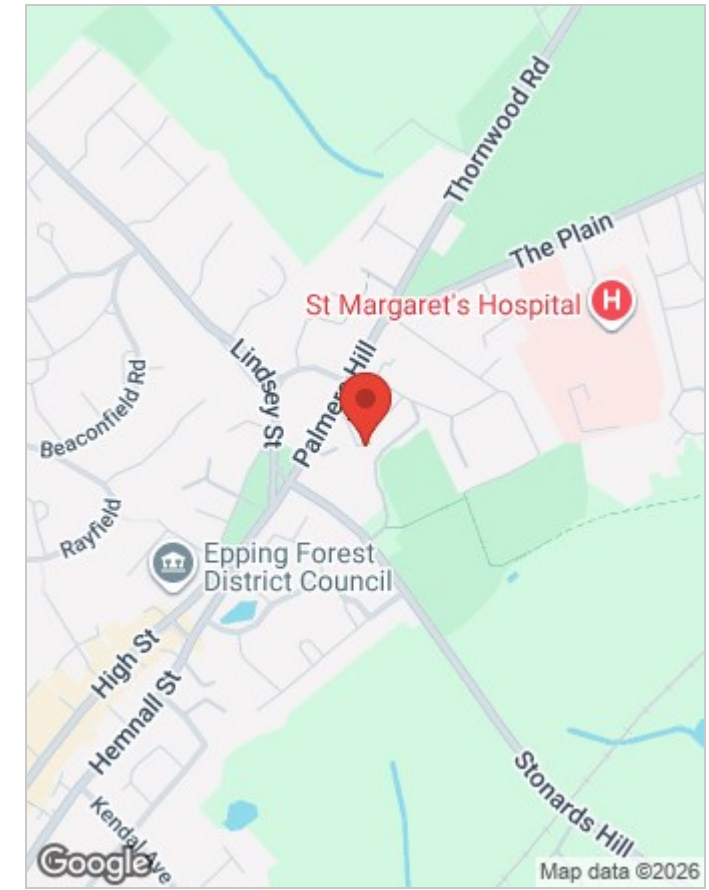 Thornwood Rd
The Plain
St Margaret's Hospital
H
Lindsey St
Palmers Hill
Beaconfield Rd
Rayfield
Epping Forest
District Council
High St
Hemnall St
Kendal Ave
Stonards Hill
Google
Map data ©2026